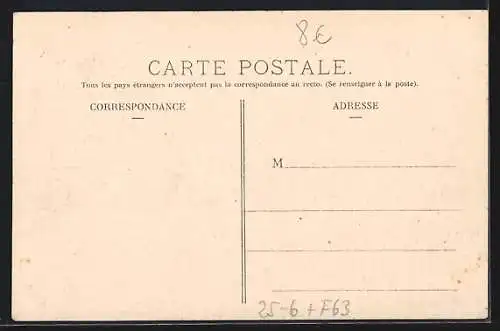 8€
CARTE POSTALE.
Tous les pays étrangers n'acceptent pas la correspondance au recto. (Se renseigner à la poste).
CORRESPONDANCE
ADRESSE
M
25-6+F63